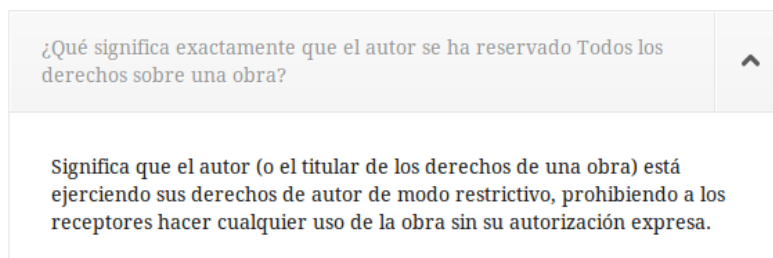 ¿Qué significa exactamente que el autor se ha reservado Todos los
derechos sobre una obra?
Significa que el autor (o el titular de los derechos de una obra) está
ejerciendo sus derechos de autor de modo restrictivo, prohibiendo a los
receptores hacer cualquier uso de la obra sin su autorización expresa.